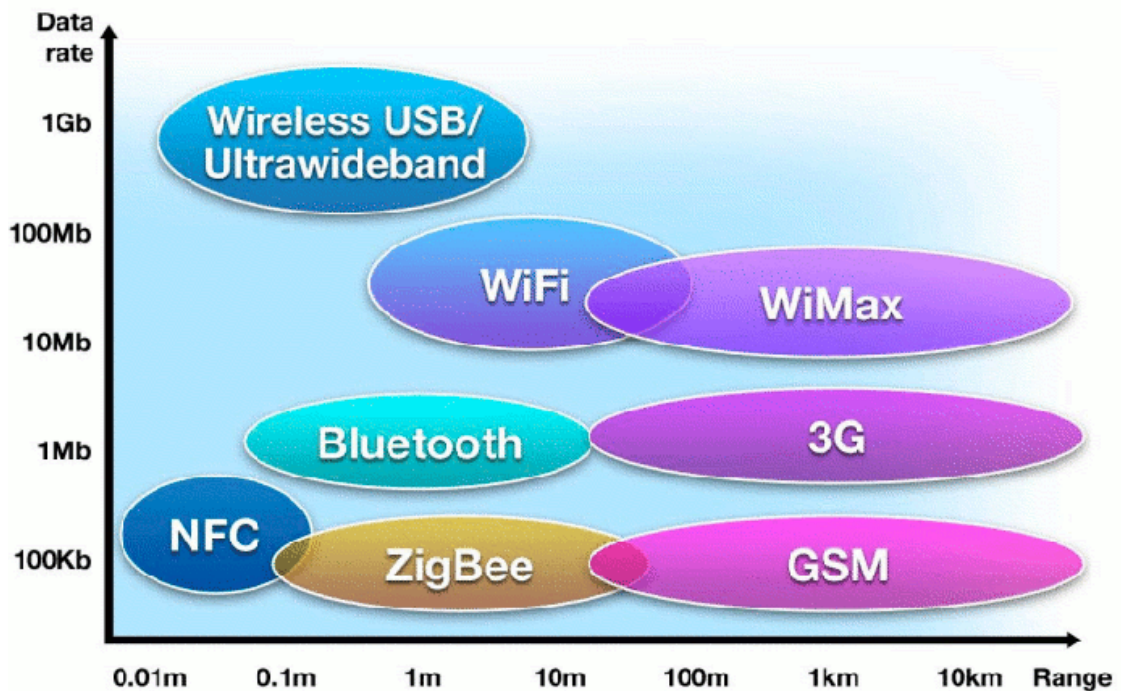 Data
rate
1Gb
100Mb
10Mb
1Mb
100Kb
Wireless USB/
Ultrawideband
WiFi
WiMax
Bluetooth
3G
NFC
ZigBee
GSM
0.01m 0.1m 1m 10m 100m 1km 10km Range